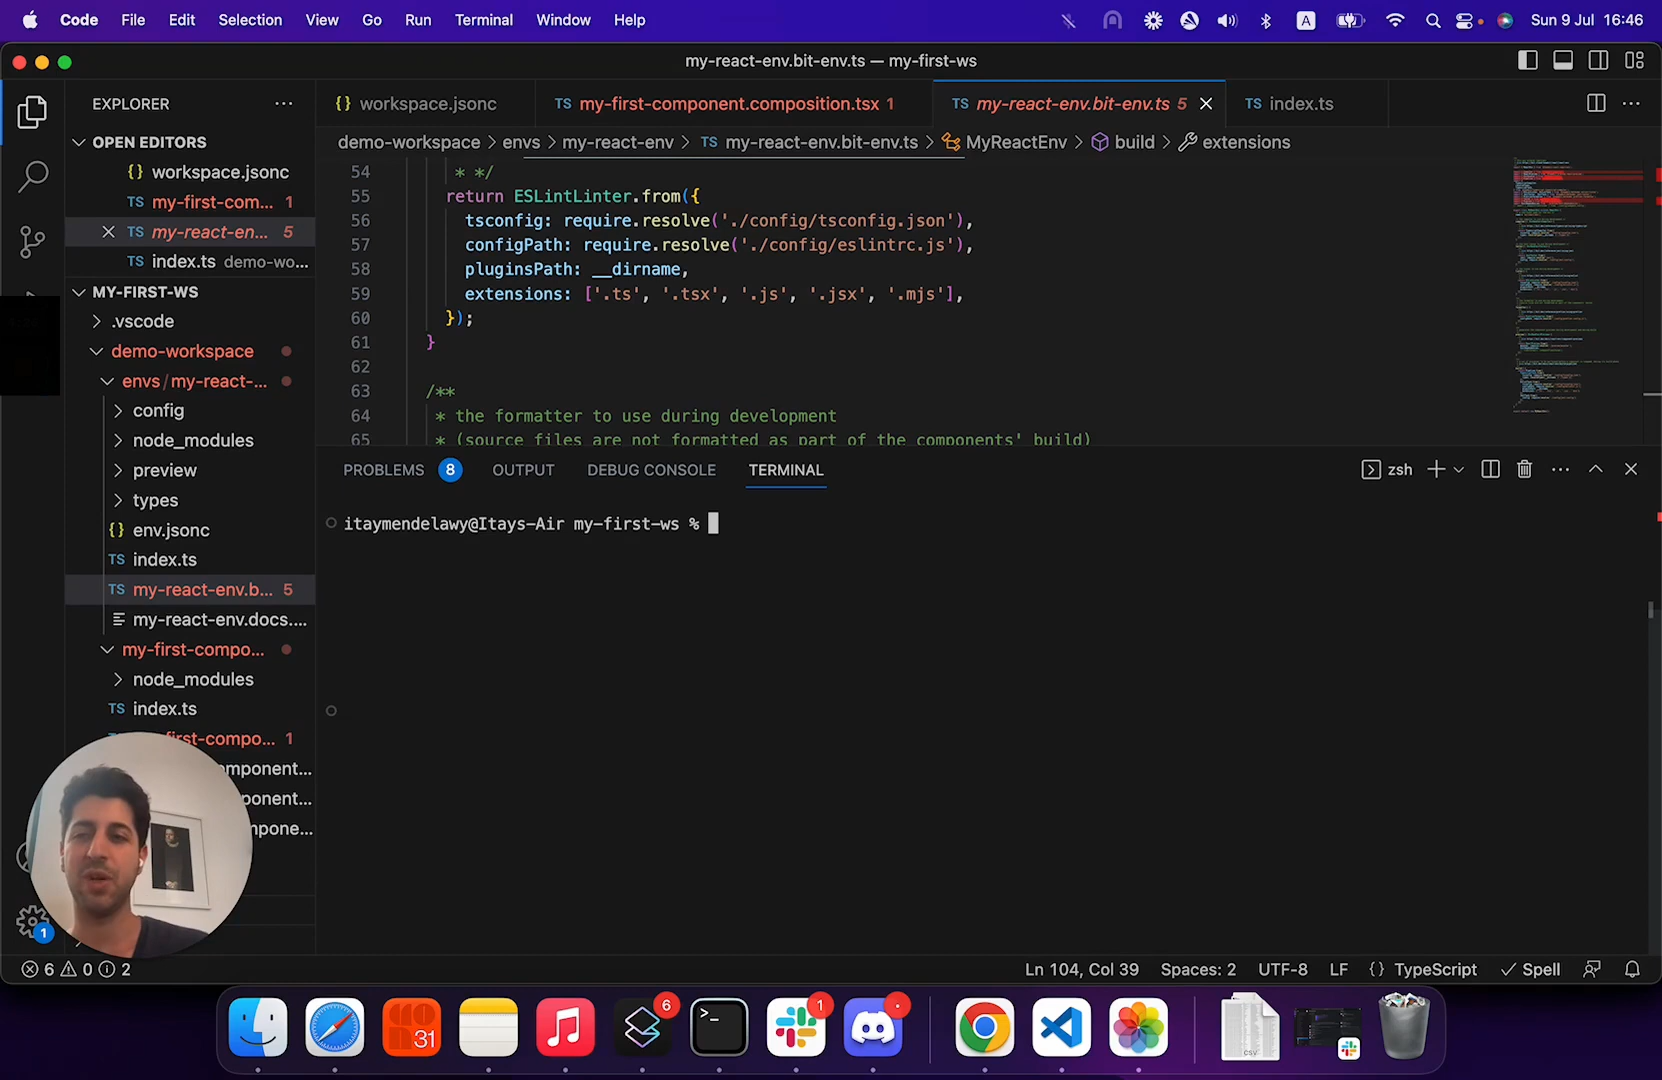 Code File Edit Selection View Go Run Terminal Window Help A Sun 9 Jul 16:46
my-react-env.bit-env.ts — my-first-ws
EXPLORER
workspace.jsonc
TS my-first-component.composition.tsx 1
TS my-react-env.bit-env.ts 5
TS index.ts
OPEN EDITORS
demo-workspace > envs > my-react-env > TS my-react-env.bit-env.ts > MyReactEnv > build > extensions
{} workspace.jsonc
TS my-first-com... 1
TS my-react-en... 5
TS index.ts demo-wo...
MY-FIRST-WS
.vscode
demo-workspace
envs/my-react-...
config
node_modules
preview
types
{} env.jsonc
TS index.ts
TS my-react-env.b... 5
my-react-env.docs....
my-first-compo...
node_modules
TS index.ts
-first-compo... 1
omponent...
onent...
npone...
54 * */
55 return ESLintLinter.from({
56 tsconfig: require.resolve('./config/tsconfig.json'),
57 configPath: require.resolve('./config/eslintrc.js'),
58 pluginsPath: __dirname,
59 extensions: ['.ts', '.tsx', '.js', '.jsx', '.mjs'],
60 });
61 }
62
63 /**
64 * the formatter to use during development
65 * (source files are not formatted as part of the components' build)
PROBLEMS 8 OUTPUT DEBUG CONSOLE TERMINAL zsh
itaymendelawy@Itays-Air my-first-ws %
1
6 0 2
Ln 104, Col 39 Spaces: 2 UTF-8 LF {} TypeScript Spell
31
6
1
CSV